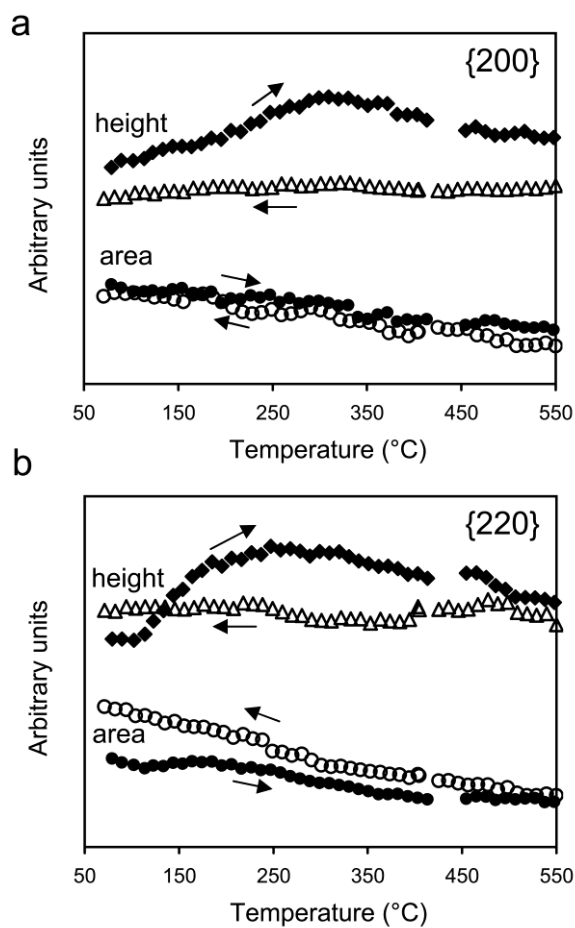 a
{200}
height
area
Arbitrary units
50 150 250 350 450 550
Temperature (°C)
b
{220}
height
area
Arbitrary units
50 150 250 350 450 550
Temperature (°C)